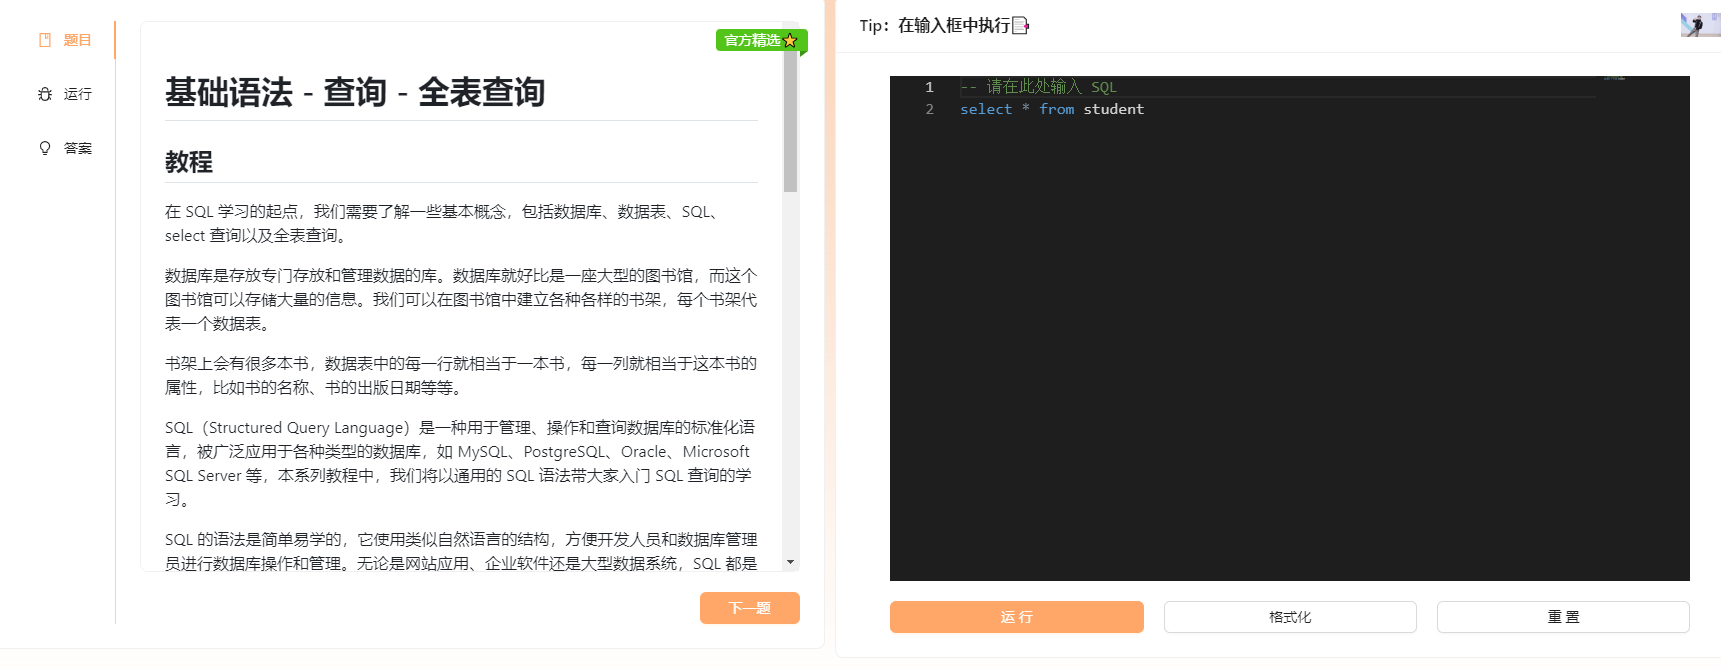 题目
运行
答案
官方精选
基础语法 - 查询 - 全表查询
教程
在 SQL 学习的起点，我们需要了解一些基本概念，包括数据库、数据表、SQL、
select 查询以及全表查询。
数据库是存放专门存放和管理数据的库。数据库就好比是一座大型的图书馆，而这个
图书馆可以存储大量的信息。我们可以在图书馆中建立各种各样的书架，每个书架代
表一个数据表。
书架上会有很多本书，数据表中的每一行就相当于一本书，每一列就相当于这本书的
属性，比如书的名称、书的出版日期等等。
SQL（Structured Query Language）是一种用于管理、操作和查询数据库的标准化语
言，被广泛应用于各种类型的数据库，如 MySQL、PostgreSQL、Oracle、Microsoft
SQL Server 等，本系列教程中，我们将以通用的 SQL 语法带大家入门 SQL 查询的学
习。
SQL 的语法是简单易学的，它使用类似自然语言的结构，方便开发人员和数据库管理
员进行数据库操作和管理。无论是网站应用、企业软件还是大型数据系统，SQL 都是
下一题
Tip：在输入框中执行
1 -- 请在此处输入 SQL
2 select * from student
运 行
格式化
重 置